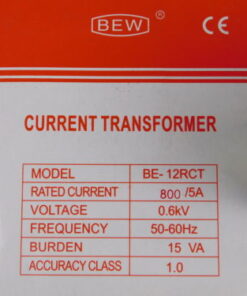 BEW ®
CE
CURRENT TRANSFORMER
MODEL BE- 12RCT
RATED CURRENT 800 /5A
VOLTAGE 0.6kV
FREQUENCY 50-60Hz
BURDEN 15 VA
ACCURACY CLASS 1.0